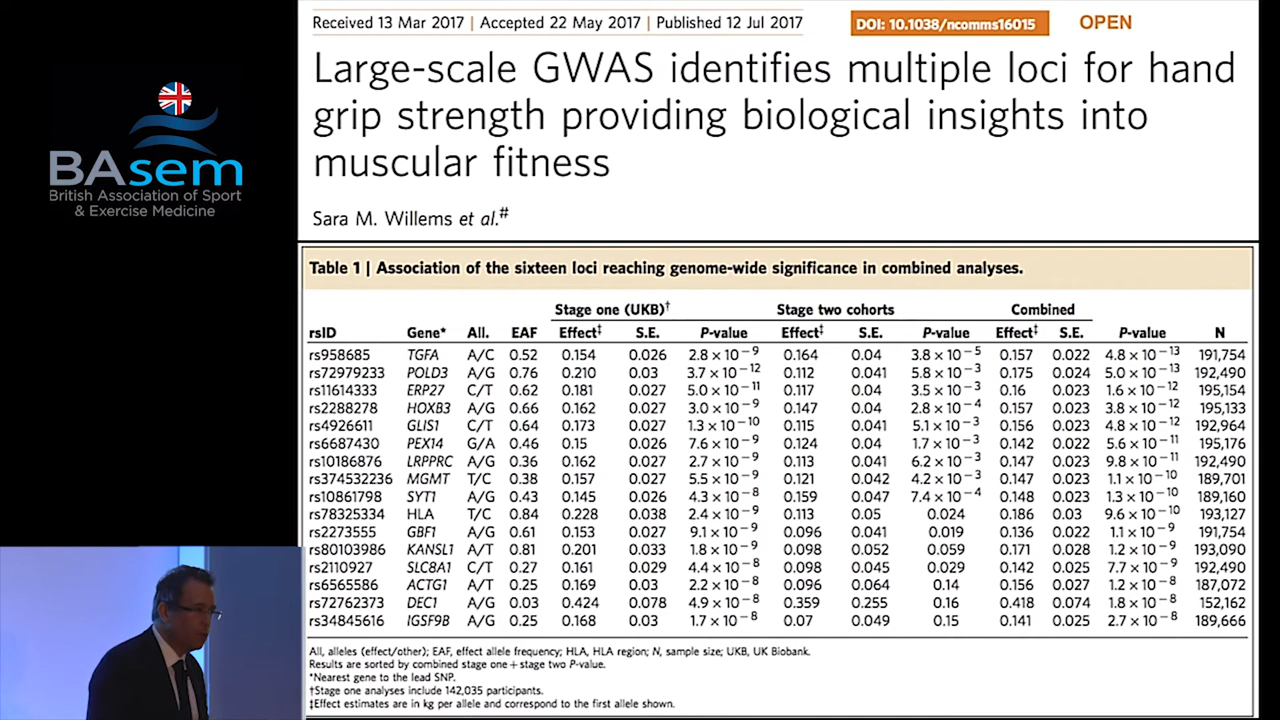 BAsem
British Association of Sport
& Exercise Medicine
Received 13 Mar 2017 | Accepted 22 May 2017 | Published 12 Jul 2017
DOI: 10.1038/ncomms16015
OPEN
Large-scale GWAS identifies multiple loci for hand
grip strength providing biological insights into
muscular fitness
Sara M. Willems et al.#
Table 1 | Association of the sixteen loci reaching genome-wide significance in combined analyses.
Stage one (UKB)† Stage two cohorts Combined
rsID Gene* All. EAF Effect‡ S.E. P-value Effect‡ S.E. P-value Effect‡ S.E. P-value N
rs958685 TGFA A/C 0.52 0.154 0.026 2.8 × 10−9 0.164 0.04 3.8 × 10−5 0.157 0.022 4.8 × 10−13 191,754
rs72979233 POLD3 A/G 0.76 0.210 0.03 3.7 × 10−12 0.112 0.041 5.8 × 10−3 0.175 0.024 5.0 × 10−13 192,490
rs11614333 ERP27 C/T 0.62 0.181 0.027 5.0 × 10−11 0.117 0.04 3.5 × 10−3 0.16 0.023 1.6 × 10−12 195,154
rs2288278 HOXB3 A/G 0.66 0.162 0.027 3.0 × 10−9 0.147 0.04 2.8 × 10−4 0.157 0.023 3.8 × 10−12 195,133
rs4926611 GLIS1 C/T 0.64 0.173 0.027 1.3 × 10−10 0.115 0.041 5.1 × 10−3 0.156 0.023 4.8 × 10−12 192,964
rs6687430 PEX14 G/A 0.46 0.15 0.026 7.6 × 10−9 0.124 0.04 1.7 × 10−3 0.142 0.022 5.6 × 10−11 195,176
rs10186876 LRPPRC A/G 0.36 0.162 0.027 2.7 × 10−9 0.113 0.041 6.2 × 10−3 0.147 0.023 9.8 × 10−11 192,490
rs374532236 MGMT T/C 0.38 0.157 0.027 5.5 × 10−9 0.121 0.042 4.2 × 10−3 0.147 0.023 1.1 × 10−10 189,701
rs10861798 SYT1 A/G 0.43 0.145 0.026 4.3 × 10−8 0.159 0.047 7.4 × 10−4 0.148 0.023 1.3 × 10−10 189,160
rs78325334 HLA T/C 0.84 0.228 0.038 2.4 × 10−9 0.113 0.05 0.024 0.186 0.03 9.6 × 10−10 193,127
rs2273555 GBF1 A/G 0.61 0.153 0.027 9.1 × 10−9 0.096 0.041 0.019 0.136 0.022 1.1 × 10−9 191,754
rs80103986 KANSL1 A/T 0.81 0.201 0.033 1.8 × 10−9 0.098 0.052 0.059 0.171 0.028 1.2 × 10−9 193,090
rs2110927 SLC8A1 C/T 0.27 0.161 0.029 4.4 × 10−8 0.098 0.045 0.029 0.142 0.025 7.7 × 10−9 192,490
rs6565586 ACTG1 A/T 0.25 0.169 0.03 2.2 × 10−8 0.096 0.064 0.14 0.156 0.027 1.2 × 10−8 187,072
rs72762373 DEC1 A/G 0.03 0.424 0.078 4.9 × 10−8 0.359 0.255 0.16 0.418 0.074 1.8 × 10−8 152,162
rs34845616 IGSF9B A/G 0.25 0.168 0.03 1.7 × 10−8 0.07 0.049 0.15 0.141 0.025 2.7 × 10−8 189,666
All, alleles (effect/other); EAF, effect allele frequency; HLA, HLA region; N, sample size; UKB, UK Biobank.
Results are sorted by combined stage one + stage two P-value.
*Nearest gene to the lead SNP.
†Stage one analyses include 142,035 participants.
‡Effect estimates are in kg per allele and correspond to the first allele shown.